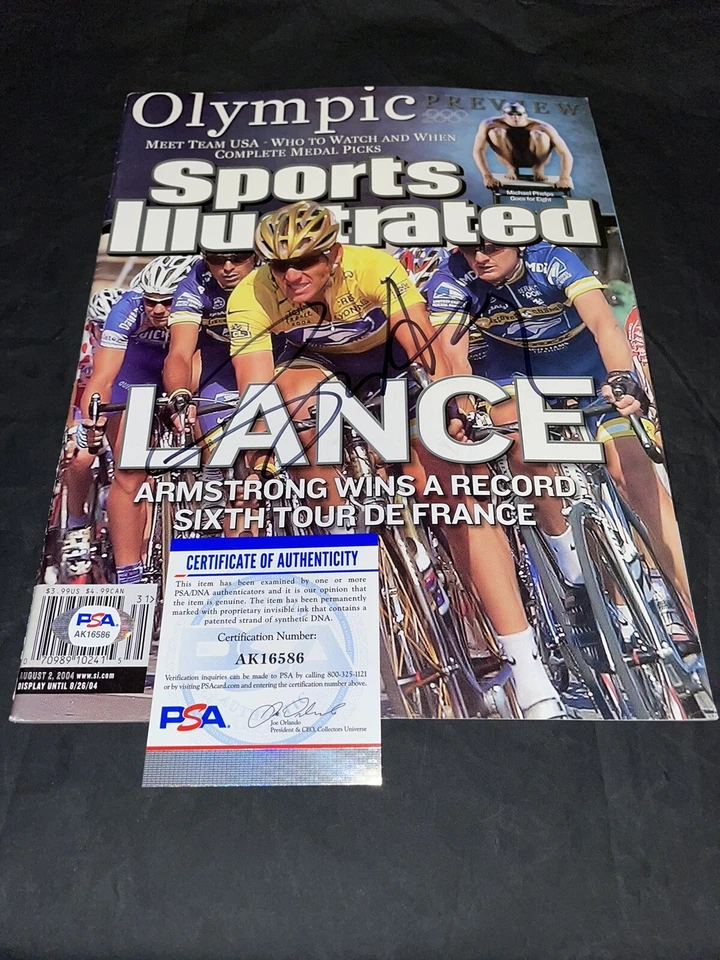 Olympic PREVIEW
MEET TEAM USA · WHO TO WATCH AND WHEN
COMPLETE MEDAL PICKS
Michael Phelps
Goes for Eight
Sports
Illustrated
LANCE
ARMSTRONG WINS A RECORD
SIXTH TOUR DE FRANCE
$3.99US $4.99CAN
31>
PSA
AK16586
0 70989 10241 5
AUGUST 2, 2004 www.si.com
DISPLAY UNTIL 8/26/04
CERTIFICATE OF AUTHENTICITY
This item has been examined by one or more
PSA/DNA authenticators and it is our opinion that
the item is genuine. The item has been permanently
marked with proprietary invisible ink that contains a
patented strand of synthetic DNA.
Certification Number:
AK16586
Verification inquiries can be made to PSA by calling 800-325-1121
or by visiting PSAcard.com and entering the certification number above.
PSA.
Joe Orlando
President & CEO, Collectors Universe